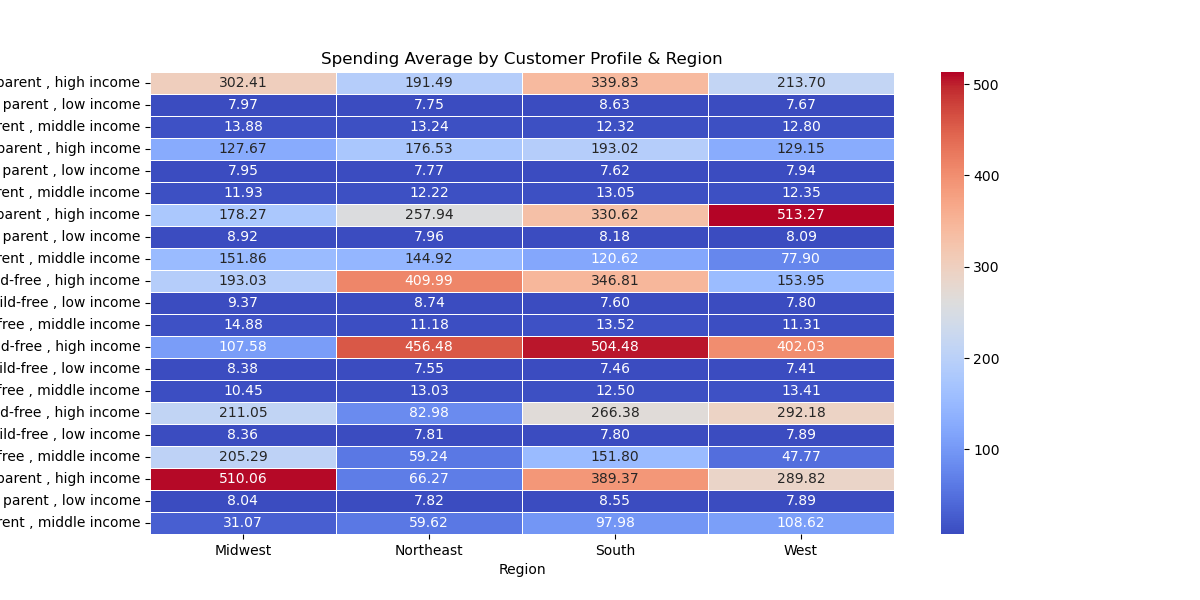 Spending Average by Customer Profile & Region
parent , high income 302.41 191.49 339.83 213.70 500
parent , low income 7.97 7.75 8.63 7.67
, middle income 13.88 13.24 12.32 12.80
parent , high income 127.67 176.53 193.02 129.15
parent , low income 7.95 7.77 7.62 7.94 400
, middle income 11.93 12.22 13.05 12.35
parent , high income 178.27 257.94 330.62 513.27
parent , low income 8.92 7.96 8.18 8.09
, middle income 151.86 144.92 120.62 77.90 300
d-free , high income 193.03 409.99 346.81 153.95
ild-free , low income 9.37 8.74 7.60 7.80
free , middle income 14.88 11.18 13.52 11.31
d-free , high income 107.58 456.48 504.48 402.03 200
ild-free , low income 8.38 7.55 7.46 7.41
free , middle income 10.45 13.03 12.50 13.41
d-free , high income 211.05 82.98 266.38 292.18
ild-free , low income 8.36 7.81 7.80 7.89
free , middle income 205.29 59.24 151.80 47.77 100
parent , high income 510.06 66.27 389.37 289.82
parent , low income 8.04 7.82 8.55 7.89
, middle income 31.07 59.62 97.98 108.62
Midwest Northeast South West
Region